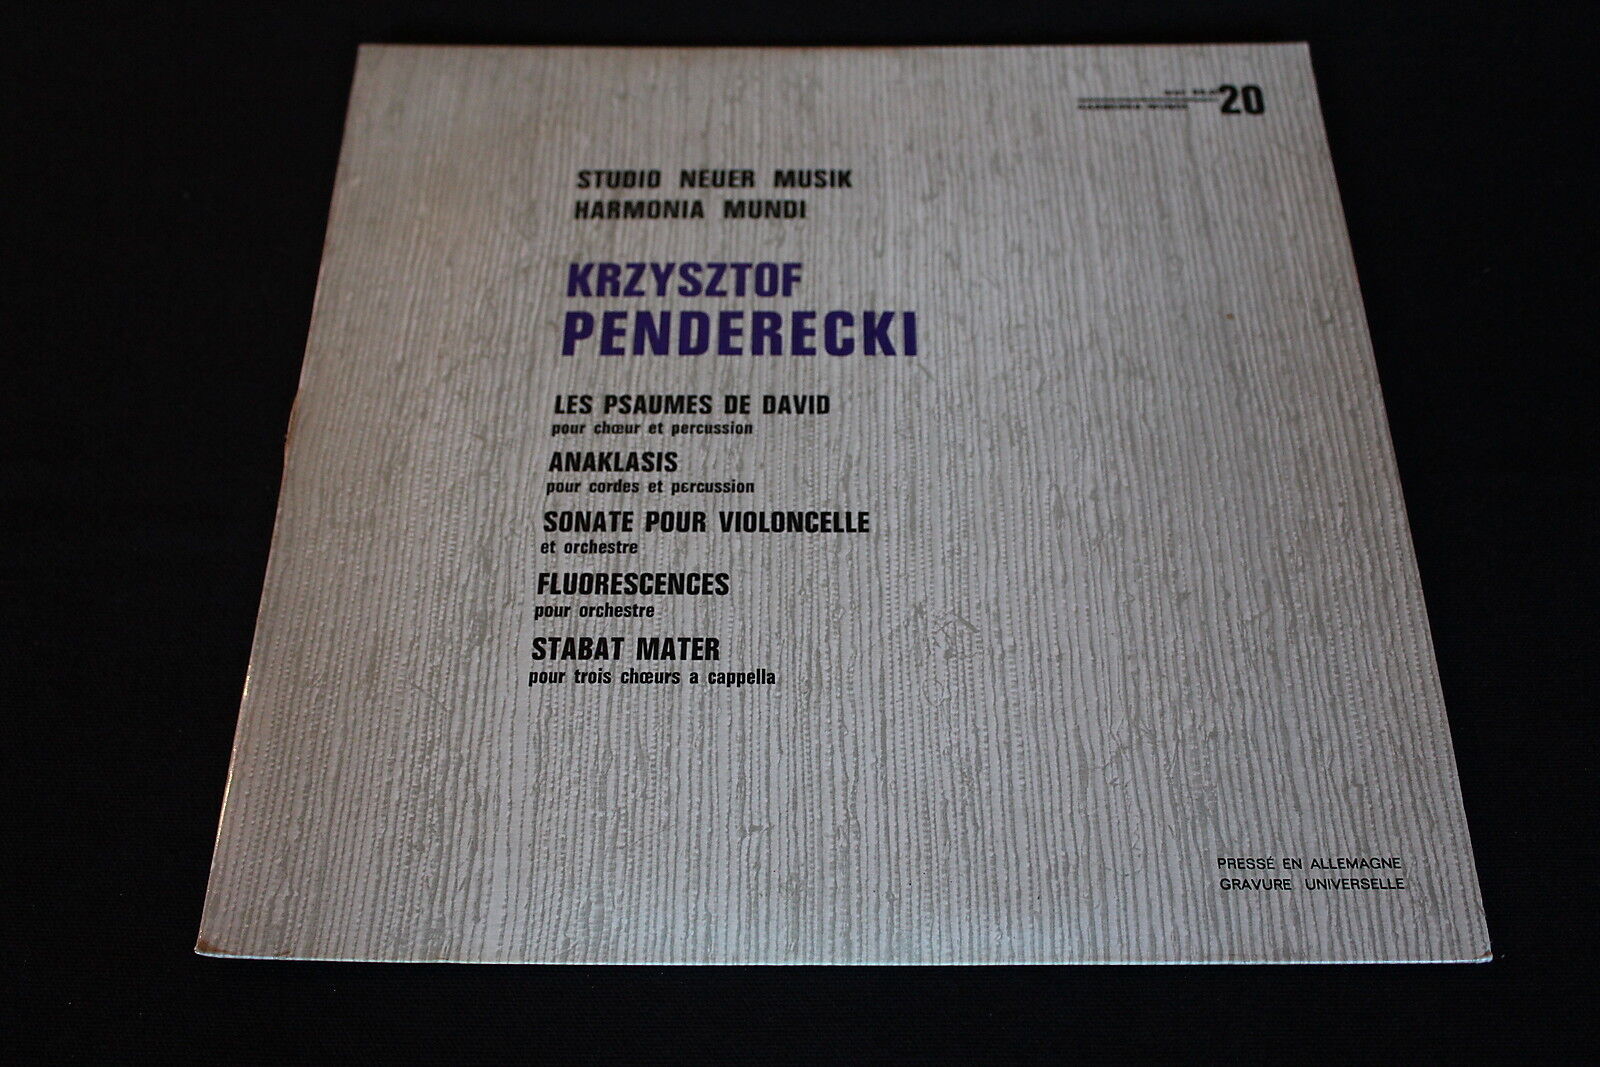 20
STUDIO NEUER MUSIK
HARMONIA MUNDI
KRZYSZTOF
PENDERECKI
LES PSAUMES DE DAVID
pour chœur et percussion
ANAKLASIS
pour cordes et percussion
SONATE POUR VIOLONCELLE
et orchestre
FLUORESCENCES
pour orchestre
STABAT MATER
pour trois chœurs a cappella
PRESSÉ EN ALLEMAGNE
GRAVURE UNIVERSELLE